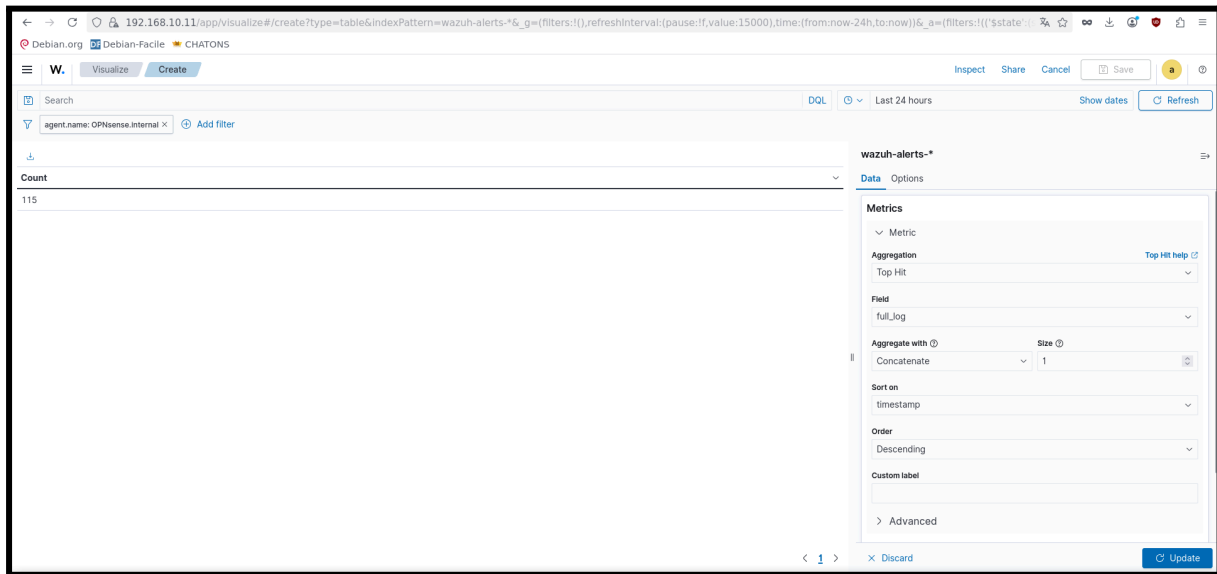 192.168.10.11/app/visualize#/create?type=table&indexPattern=wazuh-alerts-*&_g=(filters:!(),refreshInterval:(pause:!f,value:15000),time:(from:now-24h,to:now))&_a=(filters:!(('$state':(
Debian.org DF Debian-Facile CHATONS
W. Visualize Create Inspect Share Cancel Save a
Search DQL Last 24 hours Show dates Refresh
agent.name: OPNsense.internal × Add filter
wazuh-alerts-*
Count
Data Options
115
Metrics
Metric
Aggregation Top Hit help
Top Hit
Field
full_log
Aggregate with Size
Concatenate 1
Sort on
timestamp
Order
Descending
Custom label
Advanced
< 1 > × Discard Update